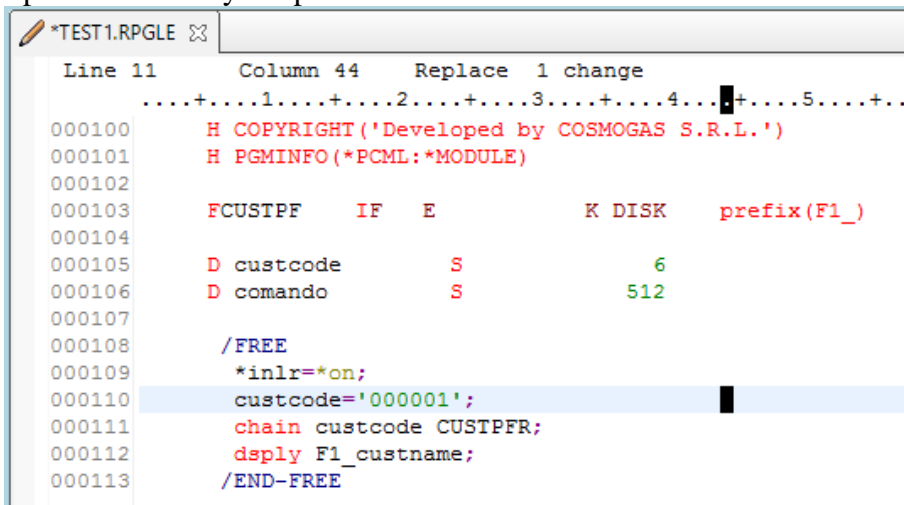 *TEST1.RPGLE
Line 11 Column 44 Replace 1 change
....+....1....+....2....+....3....+....4....+....5....+..
000100 H COPYRIGHT('Developed by COSMOGAS S.R.L.')
000101 H PGMINFO(*PCML:*MODULE)
000102
000103 FCUSTPF IF E K DISK prefix(F1_)
000104
000105 D custcode S 6
000106 D comando S 512
000107
000108 /FREE
000109 *inlr=*on;
000110 custcode='000001';
000111 chain custcode CUSTPFR;
000112 dsply F1_custname;
000113 /END-FREE